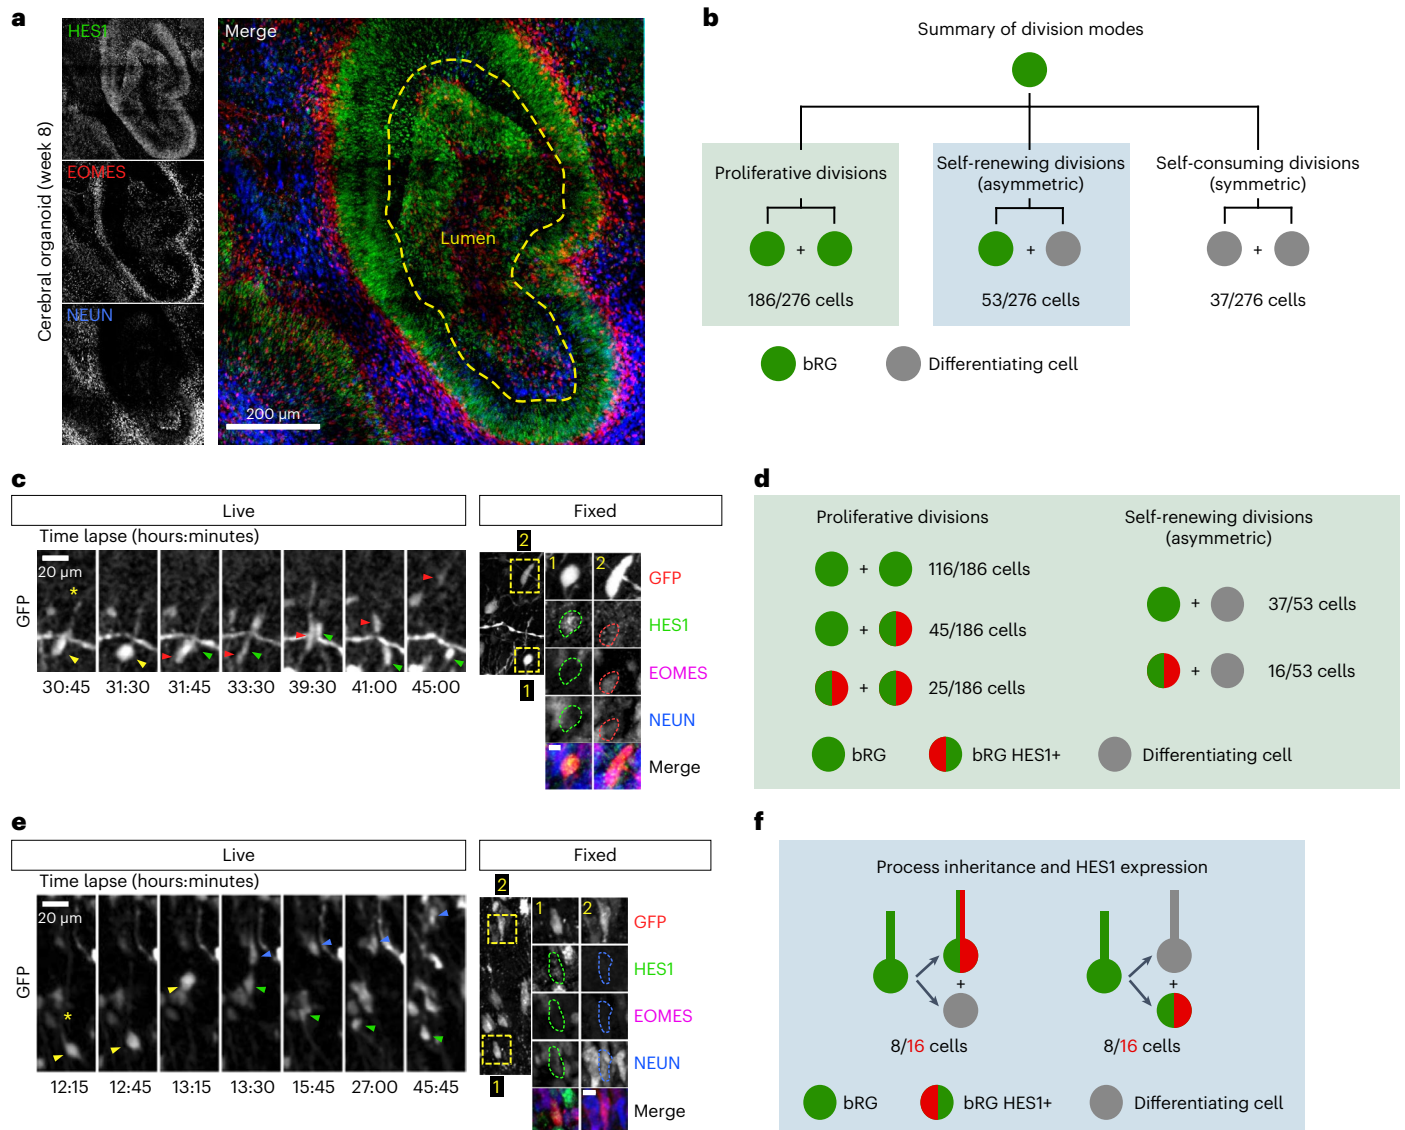 a
Cerebral organoid (week 8)
HES1
EOMES
NEUN
Merge
Lumen
200 µm
b
Summary of division modes
Proliferative divisions
+
186/276 cells
Self-renewing divisions
(asymmetric)
+
53/276 cells
Self-consuming divisions
(symmetric)
+
37/276 cells
bRG
Differentiating cell
c
Live
Fixed
Time lapse (hours:minutes)
GFP
20 µm
*
30:45
31:30
31:45
33:30
39:30
41:00
45:00
2
1
1
2
GFP
HES1
EOMES
NEUN
Merge
d
Proliferative divisions
+ 116/186 cells
+ 45/186 cells
+ 25/186 cells
Self-renewing divisions
(asymmetric)
+ 37/53 cells
+ 16/53 cells
bRG
bRG HES1+
Differentiating cell
e
Live
Fixed
Time lapse (hours:minutes)
GFP
20 µm
*
12:15
12:45
13:15
13:30
15:45
27:00
45:45
2
1
1
2
GFP
HES1
EOMES
NEUN
Merge
f
Process inheritance and HES1 expression
+
8/16 cells
+
8/16 cells
bRG
bRG HES1+
Differentiating cell